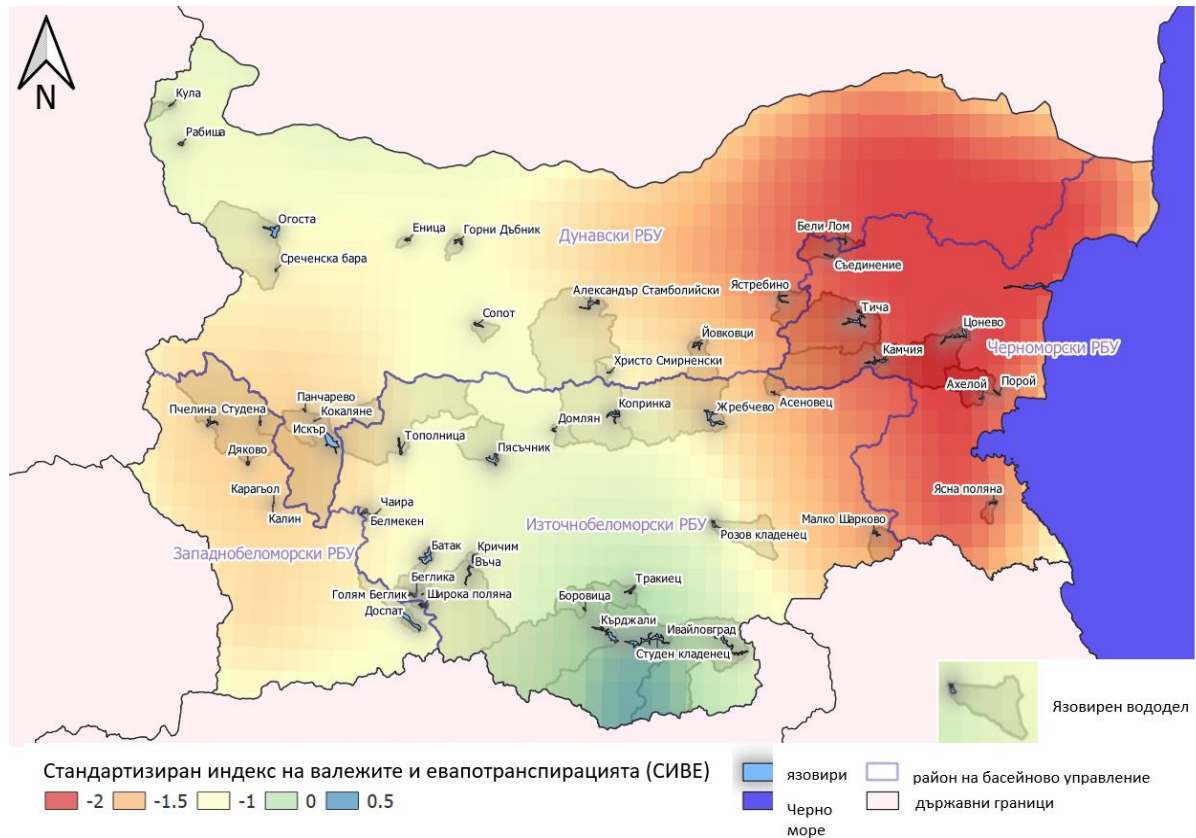 N
Кула
Рабиша
Огоста
Среченска бара
Еница
Горни Дъбник
Дунавски РБУ
Бели Лом
Съединение
Александър Стамболийски
Ястребино
Тича
Сопот
Йовковци
Цонево
Черноморски РБУ
Христо Смирненски
Камчия
Ахелой
Порой
Панчарево
Пчелина
Студена
Кокаляне
Копринка
Асеновец
Искър
Домлян
Жребчево
Тополница
Дяково
Пясъчник
Карагьол
Ясна поляна
Калин
Чаира
Белмекен
Източнобеломорски РБУ
Малко Шарково
Розов кладенец
Западнобеломорски РБУ
Батак
Кричим
Въча
Беглика
Тракиец
Голям Беглик
Широка поляна
Боровица
Доспат
Кърджали
Ивайловград
Студен кладенец
Язовирен вододел
Стандартизиран индекс на валежите и евапотранспирацията (СИВЕ)
-2 -1.5 -1 0 0.5
язовири
район на басейново управление
Черно
море
държавни граници